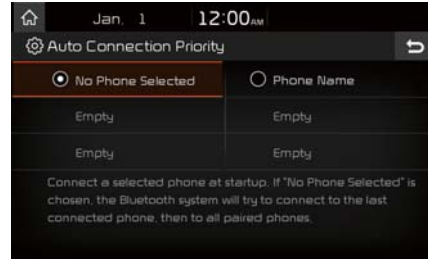 Jan. 1 12:00 AM
Auto Connection Priority
No Phone Selected Phone Name
Empty Empty
Empty Empty
Connect a selected phone at startup. If "No Phone Selected" is
chosen, the Bluetooth system will try to connect to the last
connected phone, then to all paired phones.